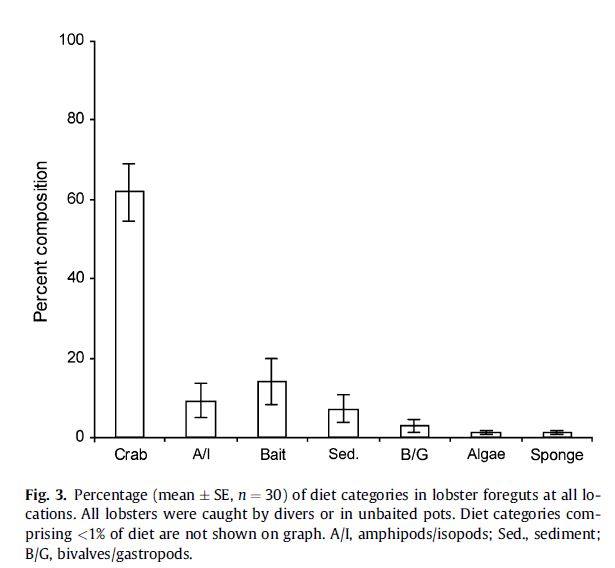 100
80
60
40
20
0
Percent composition
Crab A/I Bait Sed. B/G Algae Sponge
Fig. 3. Percentage (mean ± SE, n = 30) of diet categories in lobster foreguts at all lo-
cations. All lobsters were caught by divers or in unbaited pots. Diet categories com-
prising <1% of diet are not shown on graph. A/I, amphipods/isopods; Sed., sediment;
B/G, bivalves/gastropods.